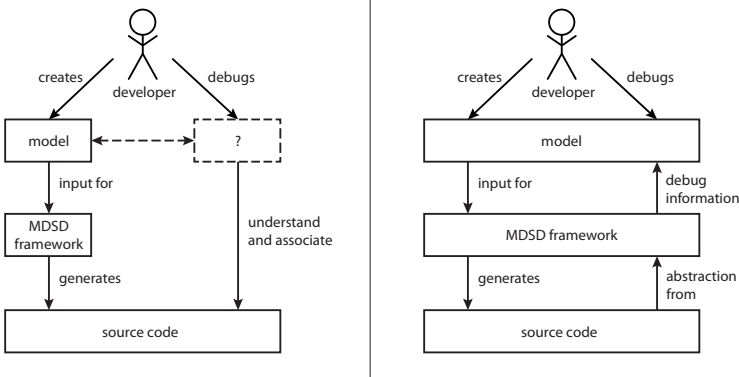 creates
debugs
developer
model
?
input for
MDSD
framework
understand
and associate
generates
source code
creates
debugs
developer
model
input for
debug
information
MDSD framework
generates
abstraction
from
source code